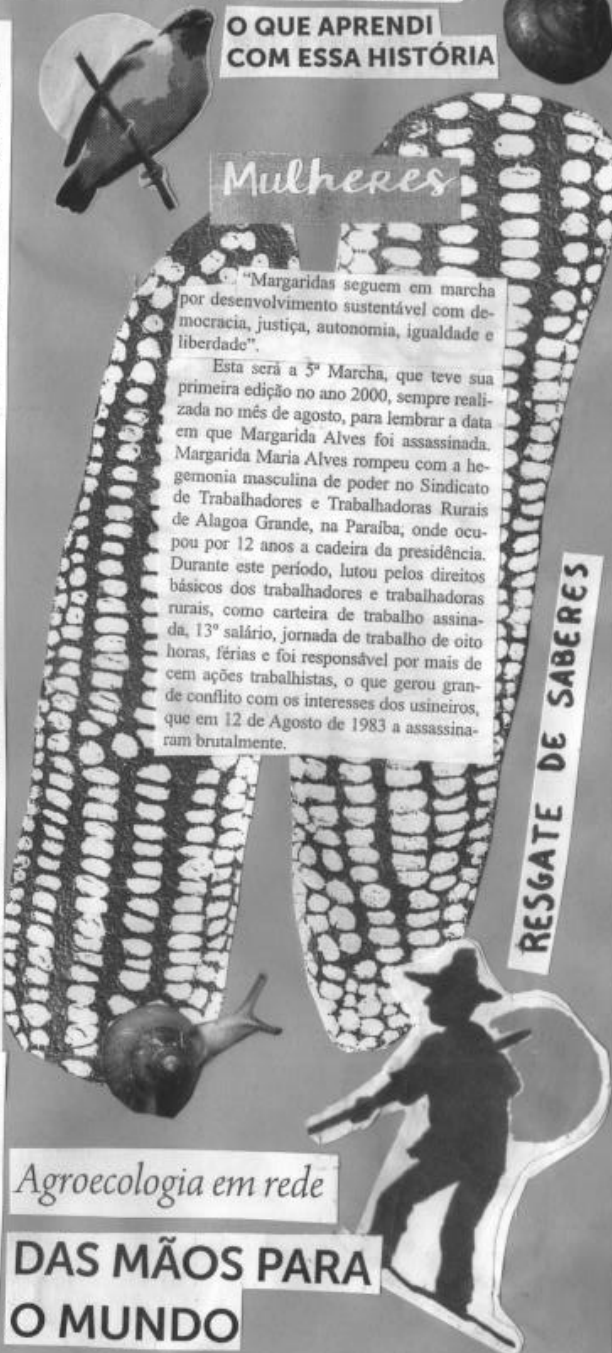 O QUE APRENDI
COM ESSA HISTÓRIA
Mulheres
"Margaridas seguem em marcha
por desenvolvimento sustentável com de-
mocracia, justiça, autonomia, igualdade e
liberdade".
Esta será a 5ª Marcha, que teve sua
primeira edição no ano 2000, sempre reali-
zada no mês de agosto, para lembrar a data
em que Margarida Alves foi assassinada.
Margarida Maria Alves rompeu com a he-
gemonia masculina de poder no Sindicato
de Trabalhadores e Trabalhadoras Rurais
de Alagoa Grande, na Paraíba, onde ocu-
pou por 12 anos a cadeira da presidência.
Durante este período, lutou pelos direitos
básicos dos trabalhadores e trabalhadoras
rurais, como carteira de trabalho assina-
da, 13º salário, jornada de trabalho de oito
horas, férias e foi responsável por mais de
cem ações trabalhistas, o que gerou gran-
de conflito com os interesses dos usineiros,
que em 12 de Agosto de 1983 a assassina-
ram brutalmente.
RESGATE DE SABERES
Agroecologia em rede
DAS MÃOS PARA
O MUNDO